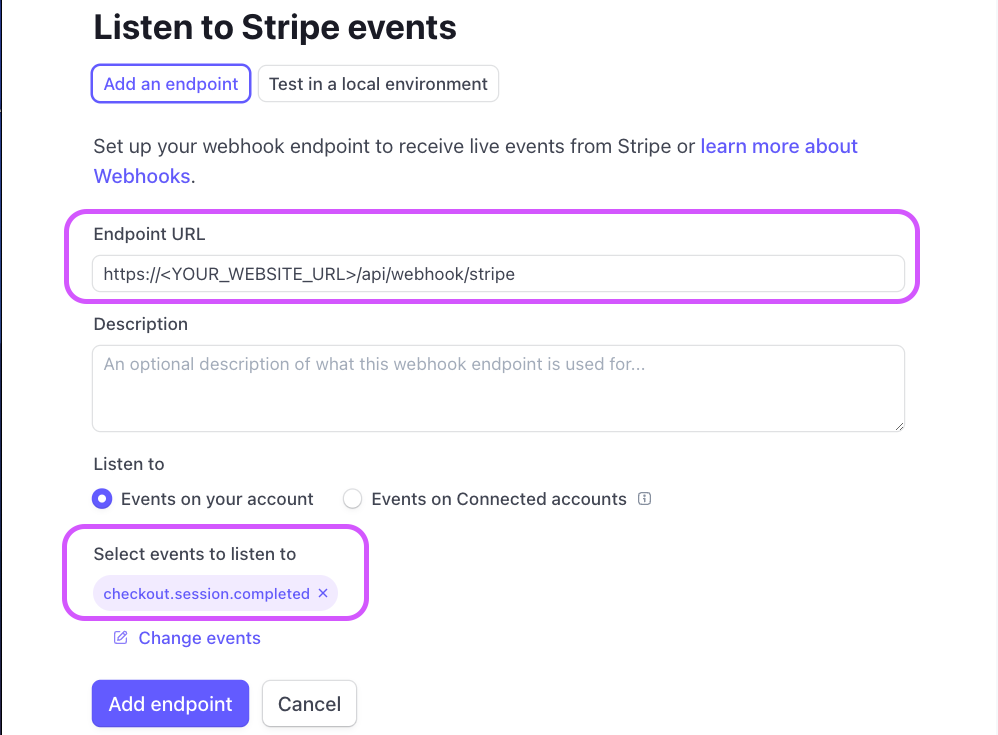 Listen to Stripe events
Add an endpoint
Test in a local environment
Set up your webhook endpoint to receive live events from Stripe or learn more about
Webhooks.
Endpoint URL
https://<YOUR_WEBSITE_URL>/api/webhook/stripe
Description
An optional description of what this webhook endpoint is used for...
Listen to
Events on your account
Events on Connected accounts
Select events to listen to
checkout.session.completed ×
Change events
Add endpoint
Cancel